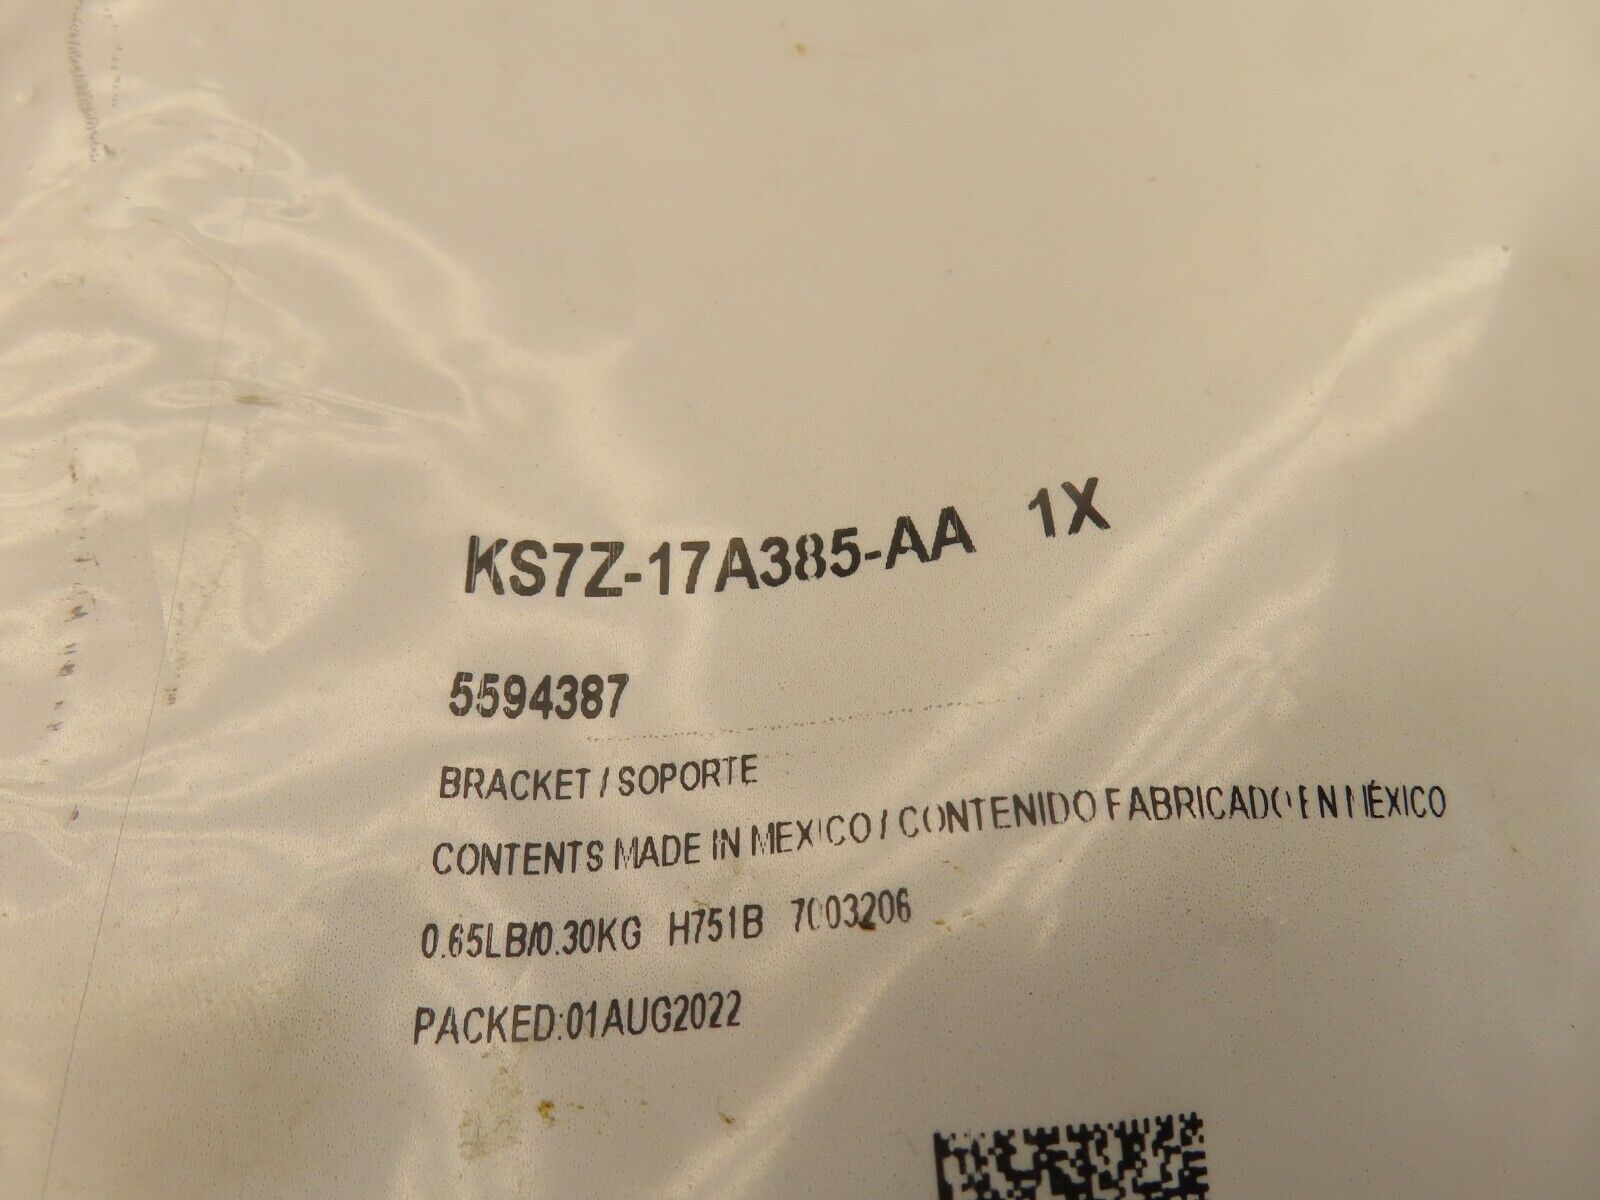 KS7Z-17A385-AA 1X
5594387
BRACKET / SOPORTE
CONTENTS MADE IN MEXICO / CONTENIDO FABRICADO EN MÉXICO
0.65LB/0.30KG H751B 7003206
PACKED:01AUG2022